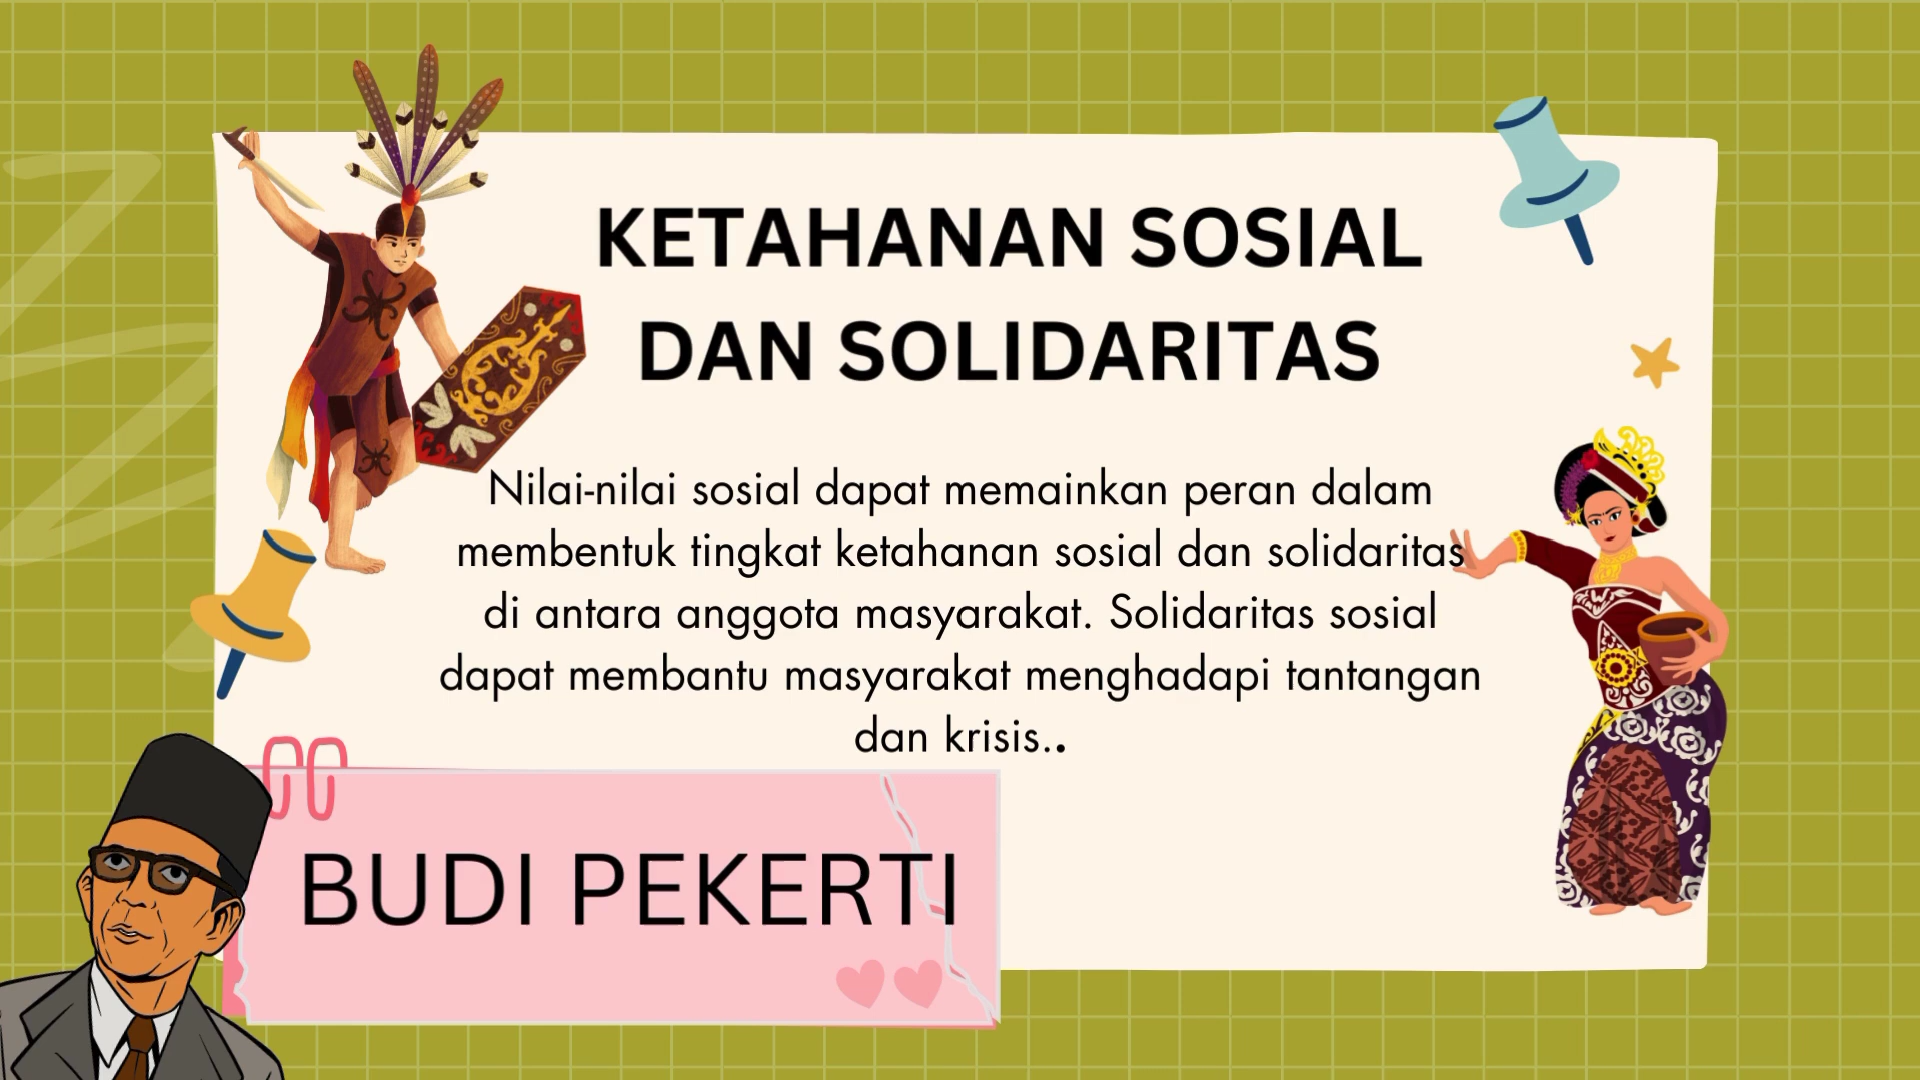 KETAHANAN SOSIAL
DAN SOLIDARITAS
Nilai-nilai sosial dapat memainkan peran dalam
membentuk tingkat ketahanan sosial dan solidaritas
di antara anggota masyarakat. Solidaritas sosial
dapat membantu masyarakat menghadapi tantangan
dan krisis..
BUDI PEKERTI